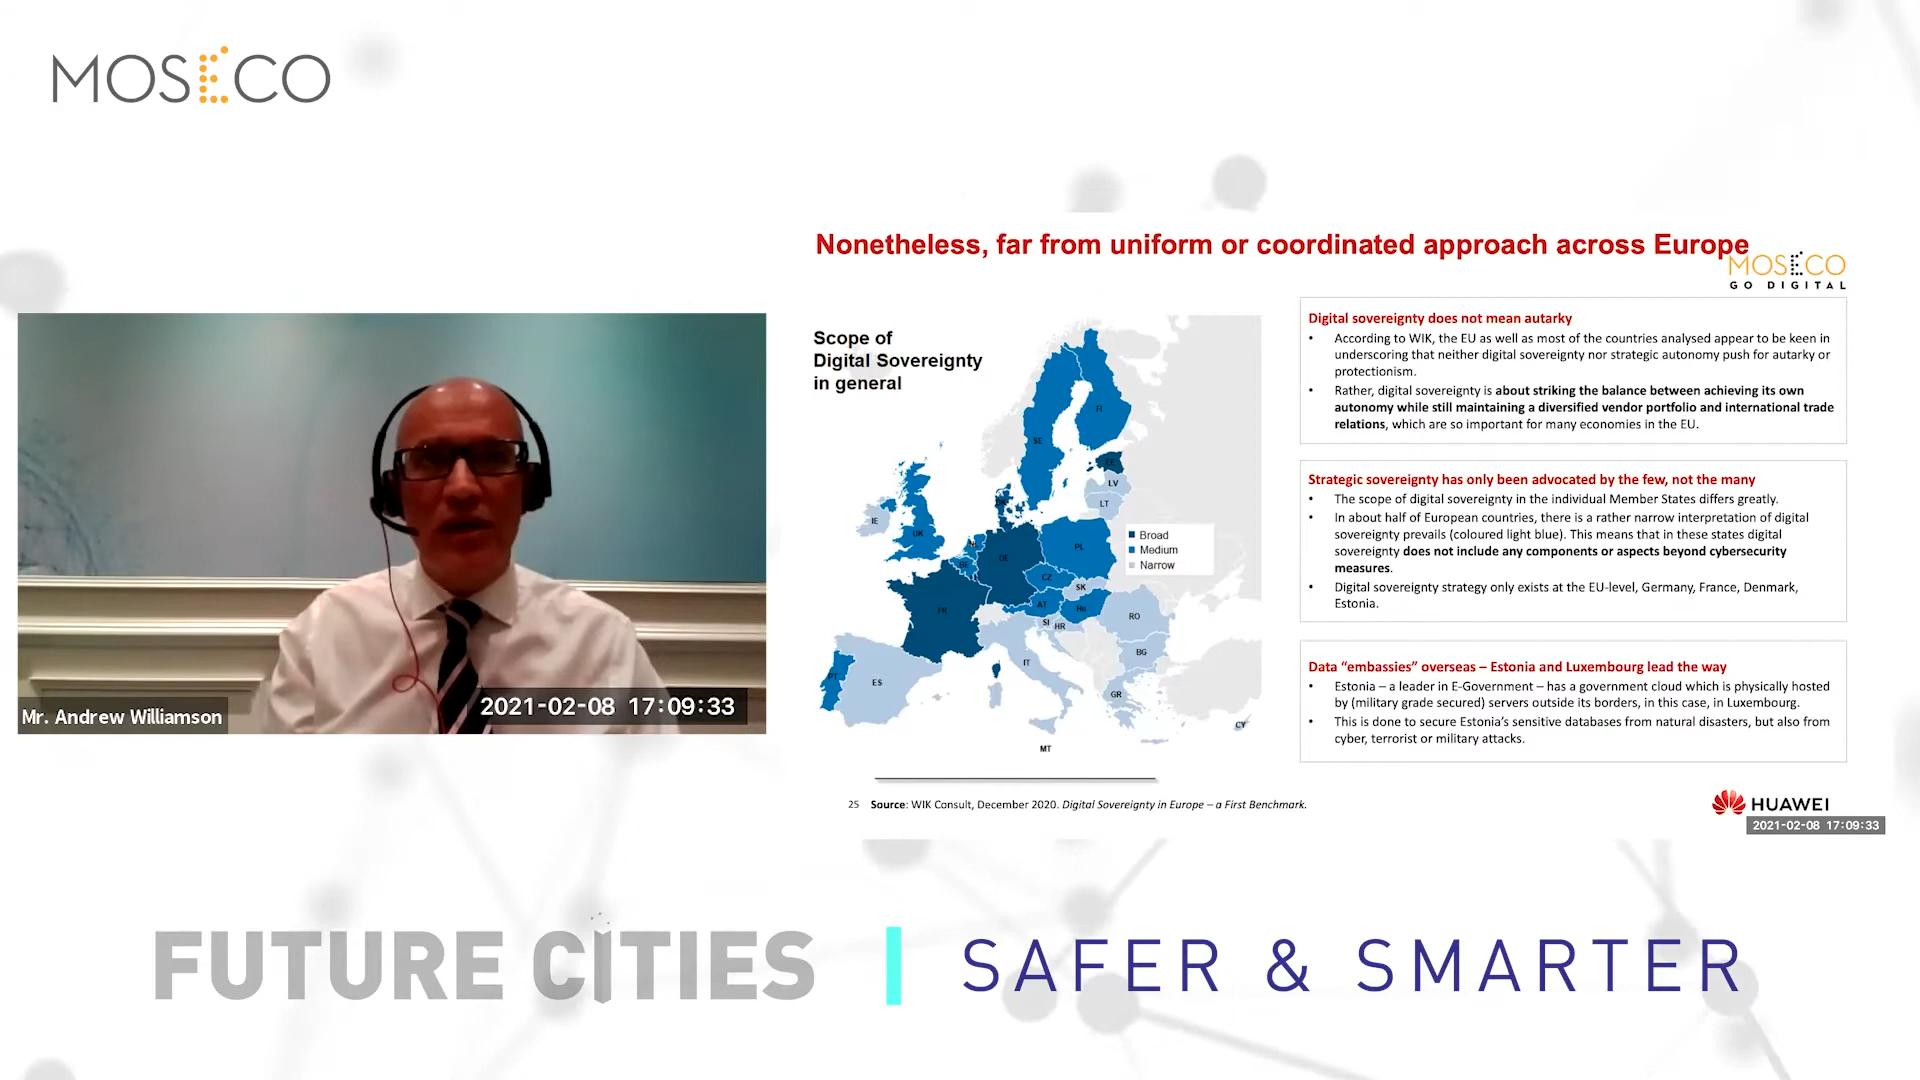 MOSECO
Nonetheless, far from uniform or coordinated approach across Europe
MOSECO
GO DIGITAL
Scope of
Digital Sovereignty
in general
FI
SE
LV
LT
IE
UK
DE
PL
BE
CZ
SK
AT
Hu
FR
SI
HR
RO
IT
BG
PT
ES
GR
CY
MT
Broad
Medium
Narrow
Digital sovereignty does not mean autarky
• According to WIK, the EU as well as most of the countries analysed appear to be keen in
underscoring that neither digital sovereignty nor strategic autonomy push for autarky or
protectionism.
• Rather, digital sovereignty is about striking the balance between achieving its own
autonomy while still maintaining a diversified vendor portfolio and international trade
relations, which are so important for many economies in the EU.
Strategic sovereignty has only been advocated by the few, not the many
• The scope of digital sovereignty in the individual Member States differs greatly.
• In about half of European countries, there is a rather narrow interpretation of digital
sovereignty prevails (coloured light blue). This means that in these states digital
sovereignty does not include any components or aspects beyond cybersecurity
measures.
• Digital sovereignty strategy only exists at the EU-level, Germany, France, Denmark,
Estonia.
Data “embassies” overseas – Estonia and Luxembourg lead the way
• Estonia – a leader in E-Government – has a government cloud which is physically hosted
by (military grade secured) servers outside its borders, in this case, in Luxembourg.
• This is done to secure Estonia’s sensitive databases from natural disasters, but also from
cyber, terrorist or military attacks.
25 Source: WIK Consult, December 2020. Digital Sovereignty in Europe – a First Benchmark.
HUAWEI
2021-02-08 17:09:33
Mr. Andrew Williamson
2021-02-08 17:09:33
FUTURE CITIES | SAFER & SMARTER